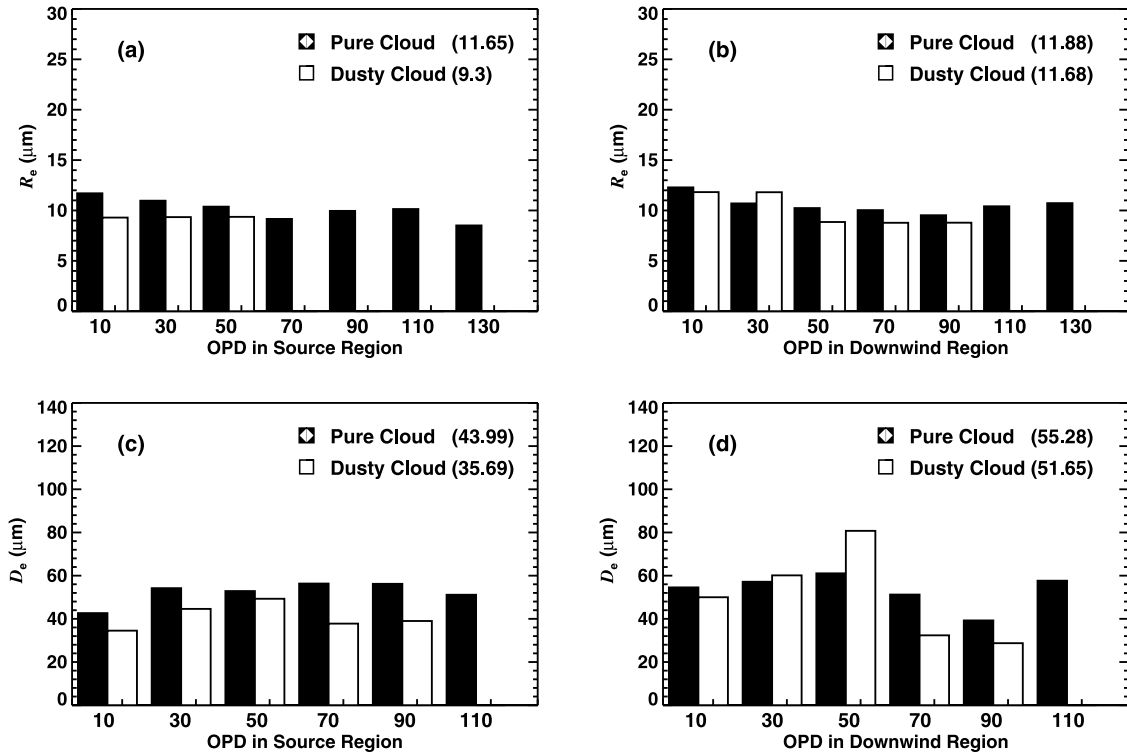 (a)
Pure Cloud (11.65)
Dusty Cloud (9.3)
30
25
20
15
10
5
0
Re (μm)
10 30 50 70 90 110 130
OPD in Source Region
(b)
Pure Cloud (11.88)
Dusty Cloud (11.68)
30
25
20
15
10
5
0
Re (μm)
10 30 50 70 90 110 130
OPD in Downwind Region
(c)
Pure Cloud (43.99)
Dusty Cloud (35.69)
140
120
100
80
60
40
20
0
De (μm)
10 30 50 70 90 110
OPD in Source Region
(d)
Pure Cloud (55.28)
Dusty Cloud (51.65)
140
120
100
80
60
40
20
0
De (μm)
10 30 50 70 90 110
OPD in Downwind Region